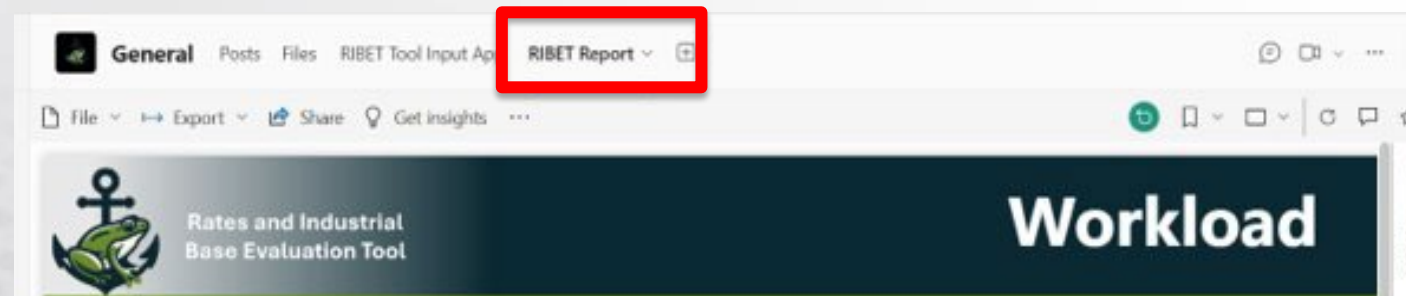 General Posts Files RIBET Tool Input Ap RIBET Report
File Export Share Get insights ...
Rates and Industrial
Base Evaluation Tool
Workload